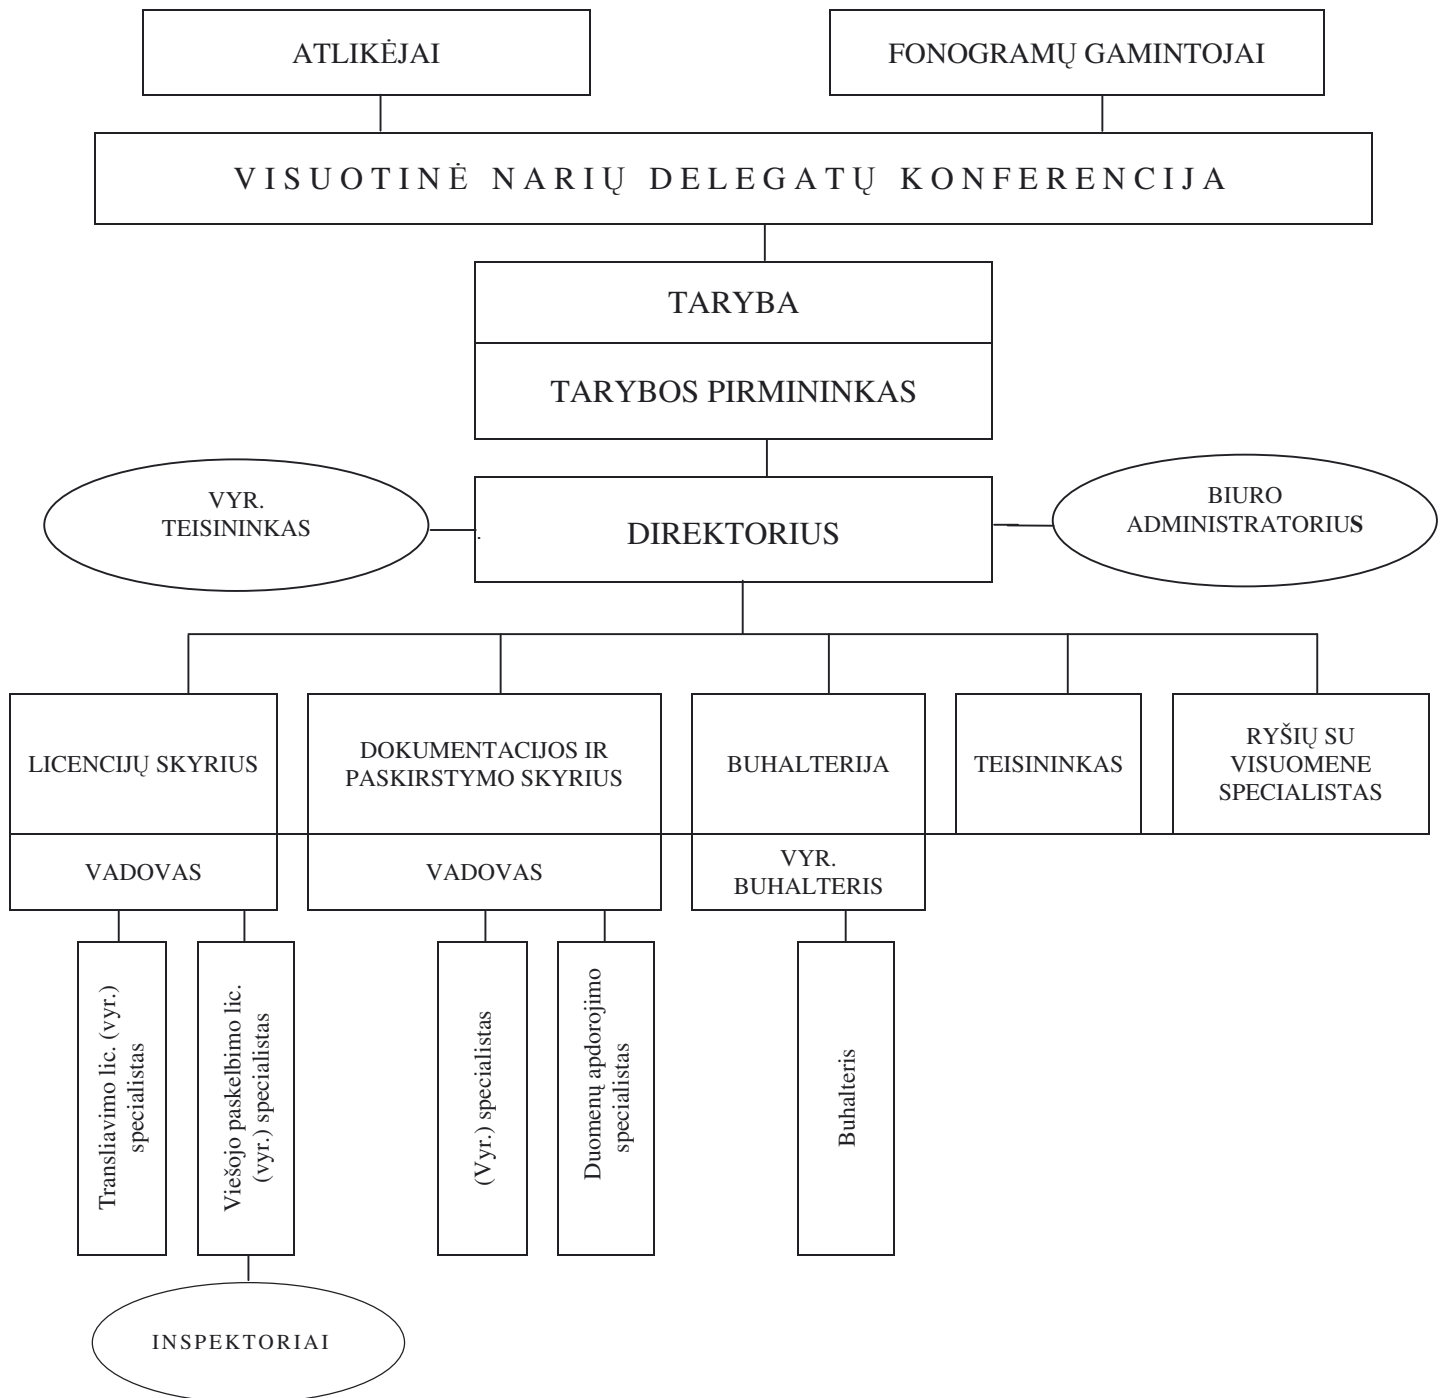 ATLIKĖJAI
FONOGRAMŲ GAMINTOJAI
VISUOTINĖ NARIŲ DELEGATŲ KONFERENCIJA
TARYBA
TARYBOS PIRMININKAS
VYR.
TEISININKAS
DIREKTORIUS
BIURO
ADMINISTRATORIUS
LICENCIJŲ SKYRIUS
DOKUMENTACIJOS IR
PASKIRSTYMO SKYRIUS
BUHALTERIJA
TEISININKAS
RYŠIŲ SU
VISUOMENE
SPECIALISTAS
VADOVAS
VADOVAS
VYR.
BUHALTERIS
Transliavimo lic. (vyr.)
specialistas
Viešojo paskelbimo lic.
(vyr.) specialistas
(Vyr.) specialistas
Duomenų apdorojimo
specialistas
Buhalteris
INSPEKTORIAI